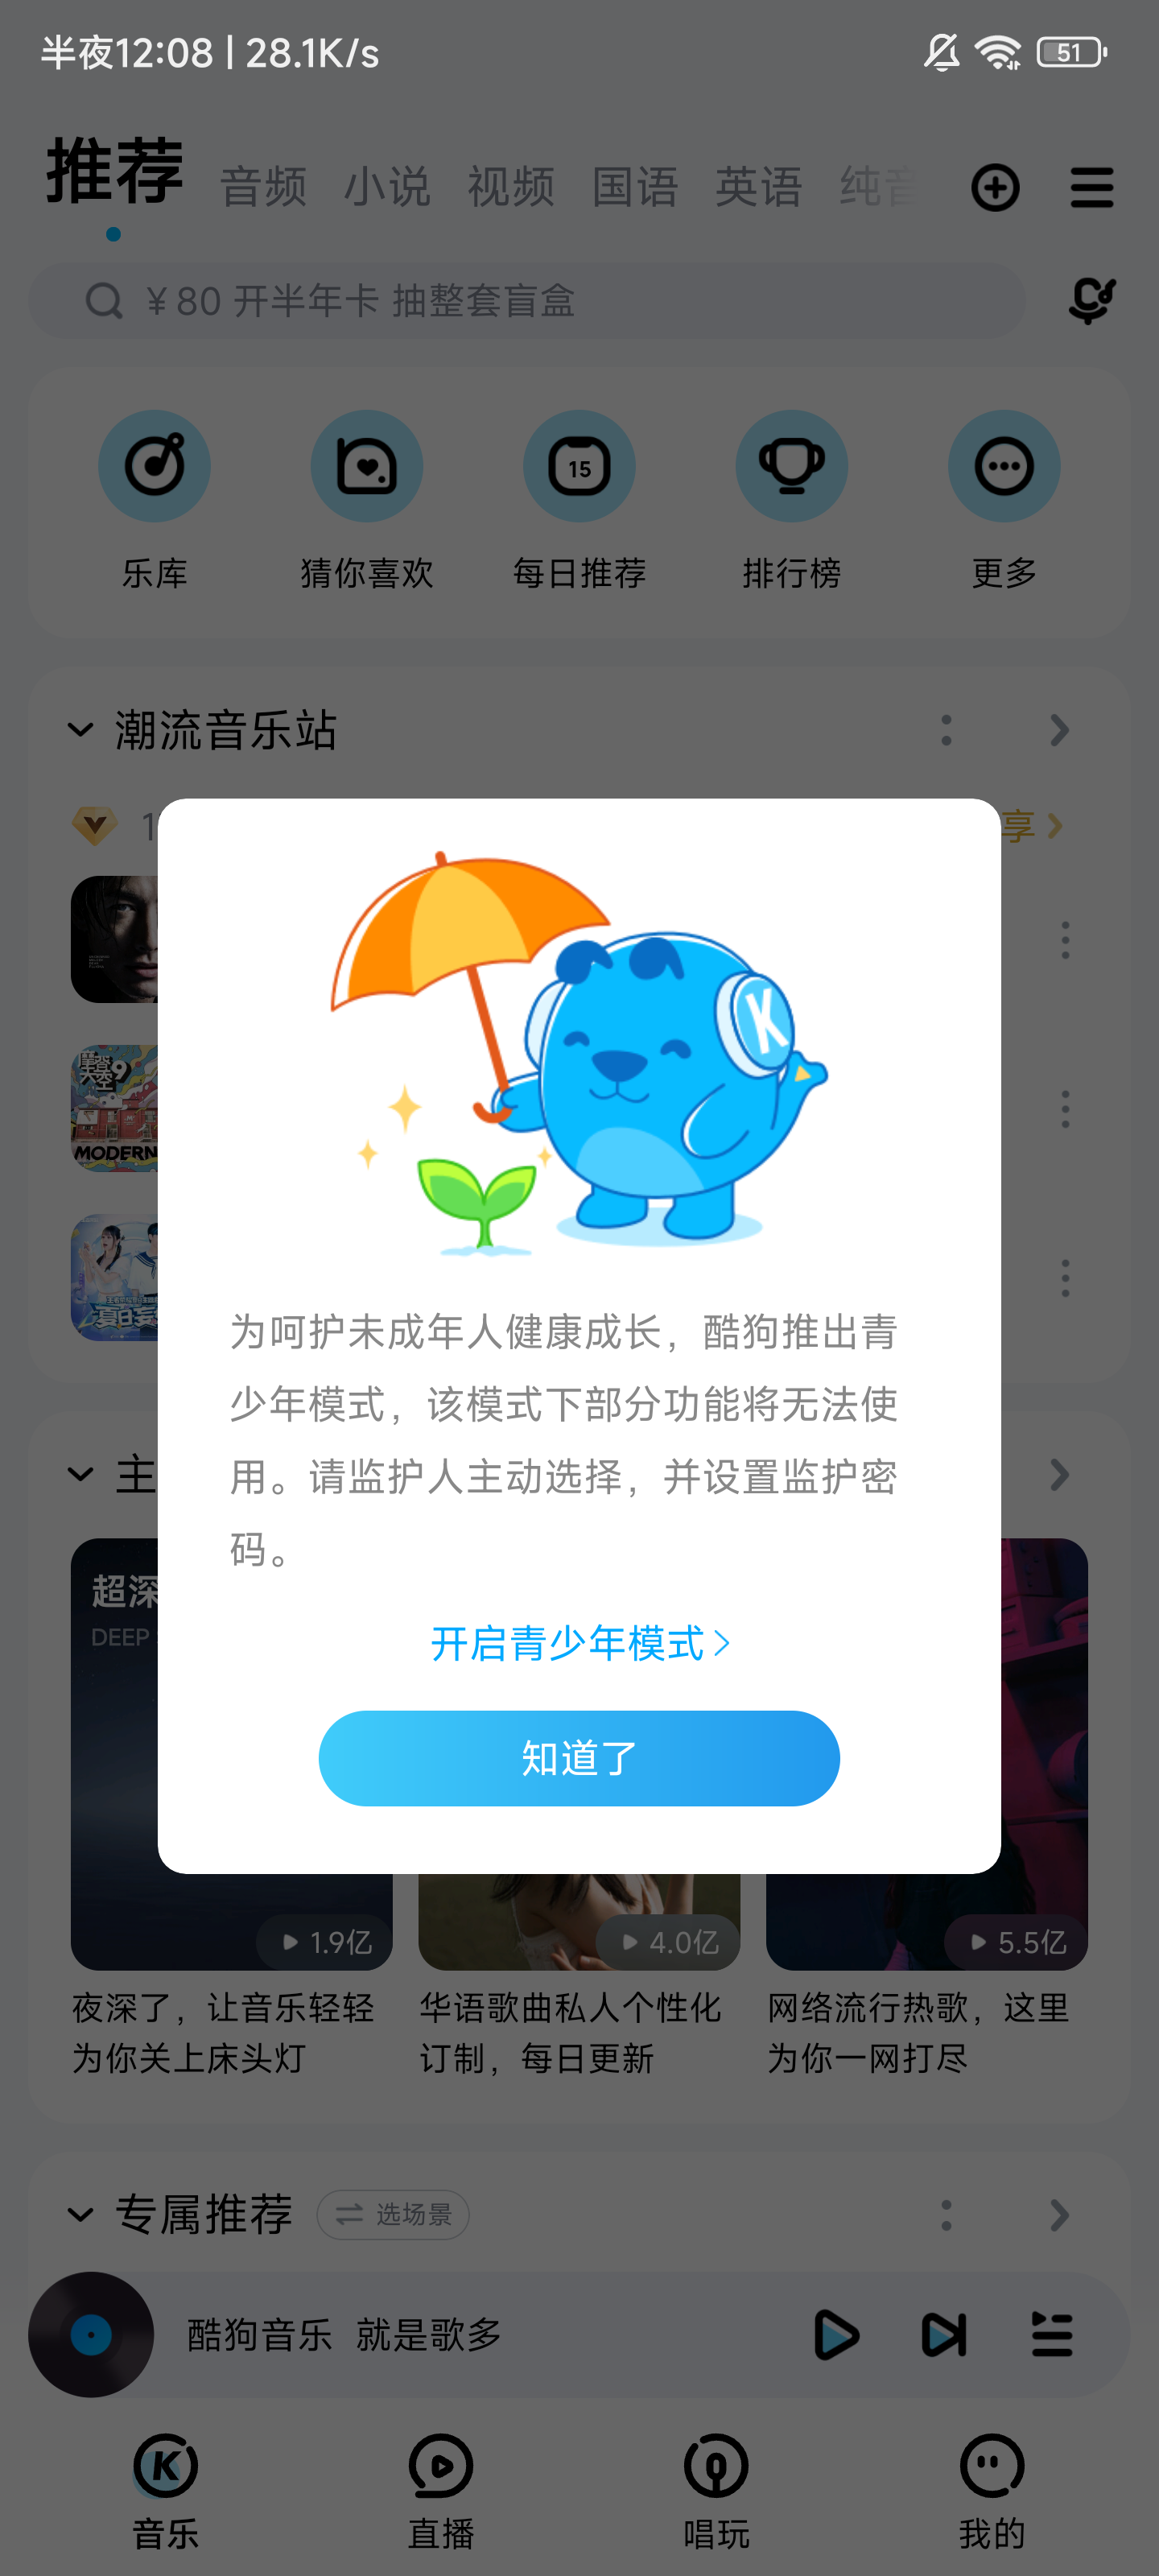 半夜12:08 | 28.1K/s
51
推荐 音频 小说 视频 国语 英语 纯音
¥80 开半年卡 抽整套盲盒
15
乐库 猜你喜欢 每日推荐 排行榜 更多
潮流音乐站
1
享
K
摩登天空9
MODERN
夏日
为呵护未成年人健康成长，酷狗推出青
少年模式，该模式下部分功能将无法使
用。请监护人主动选择，并设置监护密
码。
主
超深
DEEP
开启青少年模式
知道了
1.9亿 4.0亿 5.5亿
夜深了，让音乐轻轻
为你关上床头灯
华语歌曲私人个性化
订制，每日更新
网络流行热歌，这里
为你一网打尽
专属推荐 选场景
酷狗音乐 就是歌多
K
音乐 直播 唱玩 我的